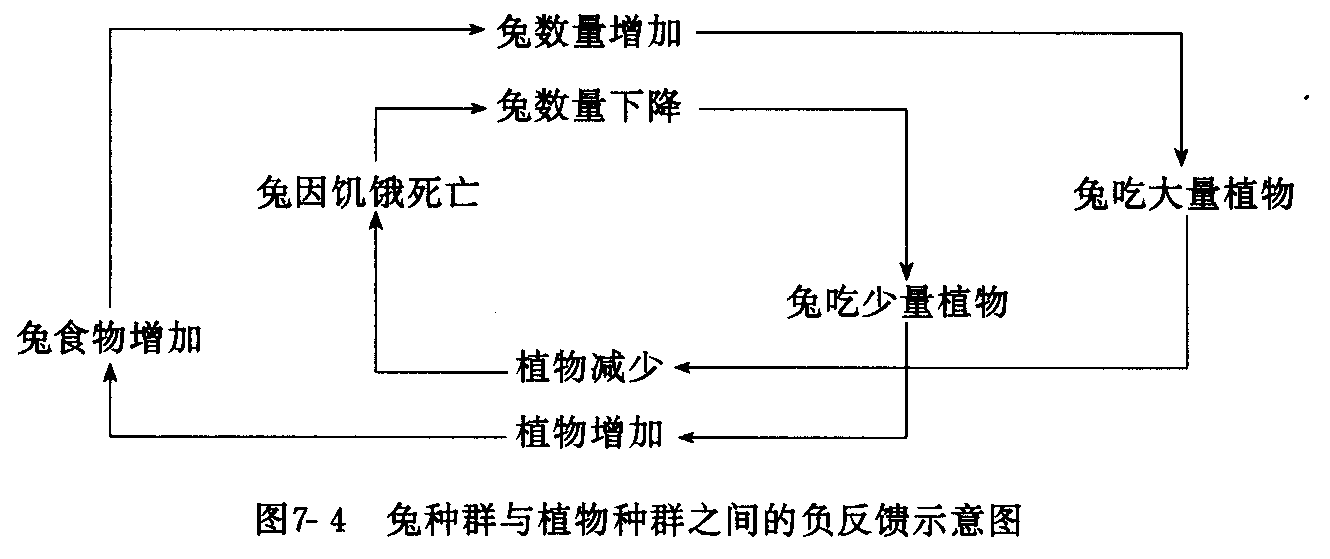 兔数量增加
兔数量下降
兔因饥饿死亡
兔吃大量植物
兔吃少量植物
兔食物增加
植物减少
植物增加
图7-4 兔种群与植物种群之间的负反馈示意图